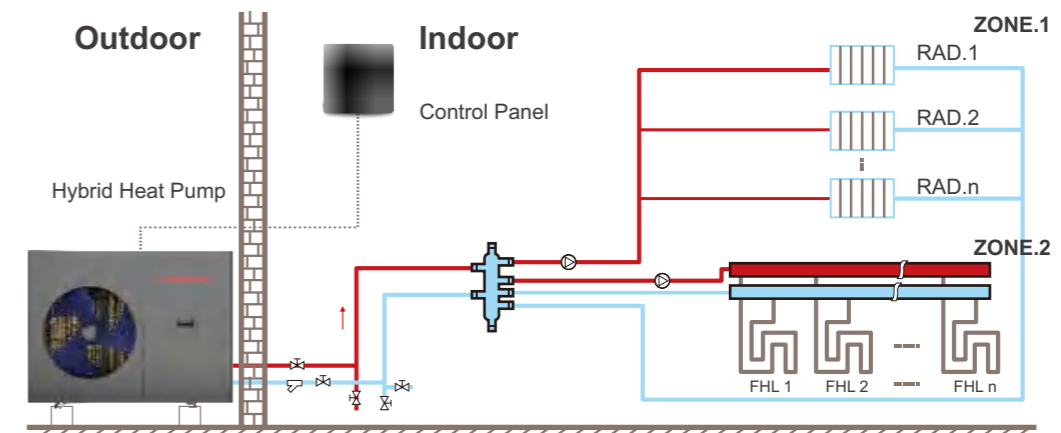 Outdoor
Indoor
ZONE.1
RAD.1
Control Panel
RAD.2
Hybrid Heat Pump
RAD.n
ZONE.2
FHL 1
FHL 2
FHL n